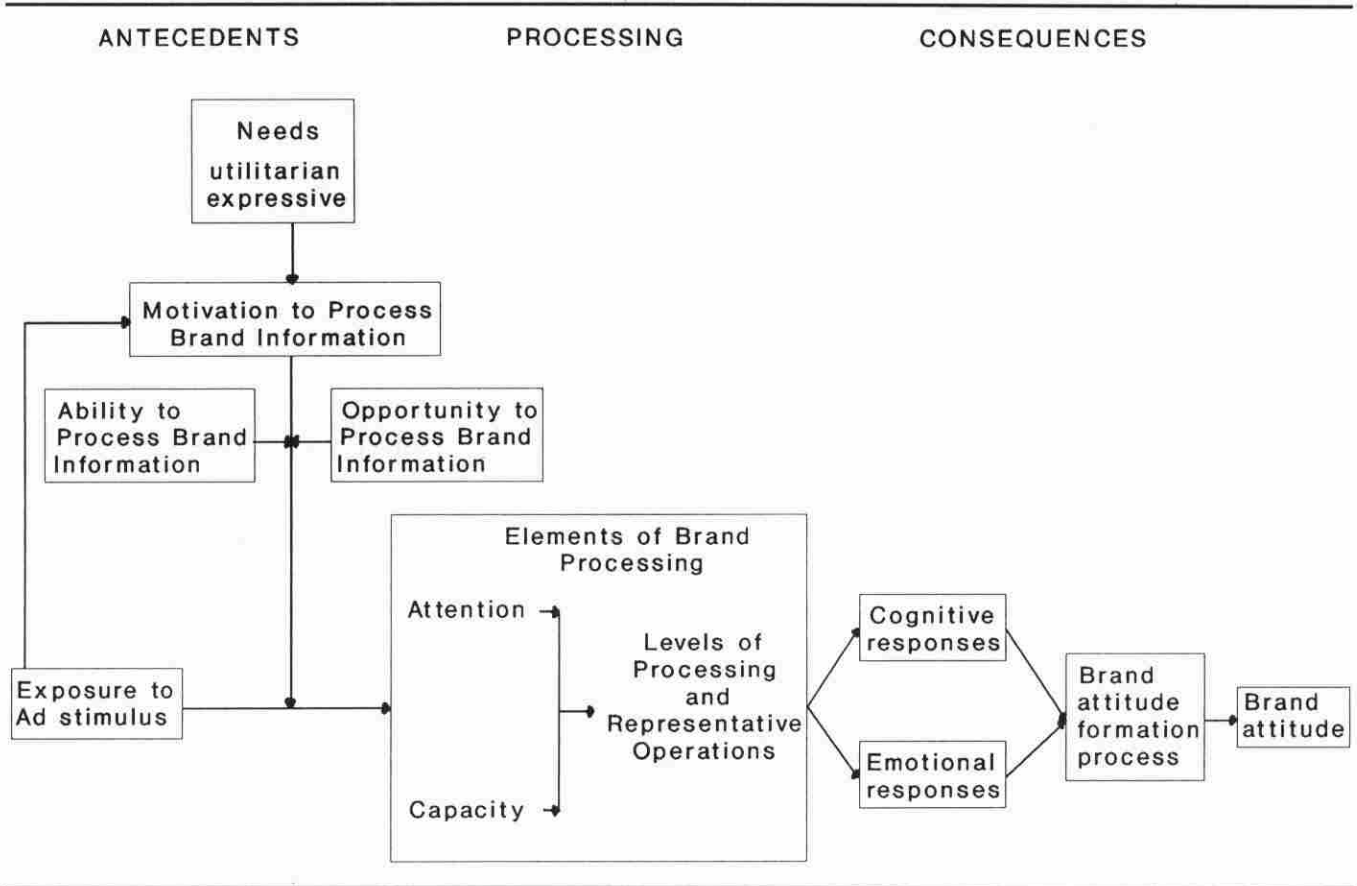 ANTECEDENTS PROCESSING CONSEQUENCES
Needs
utilitarian
expressive
Motivation to Process
Brand Information
Ability to
Process Brand
Information
Opportunity to
Process Brand
Information
Elements of Brand
Processing
Attention
Levels of
Processing
and
Representative
Operations
Capacity
Exposure to
Ad stimulus
Cognitive
responses
Emotional
responses
Brand
attitude
formation
process
Brand
attitude